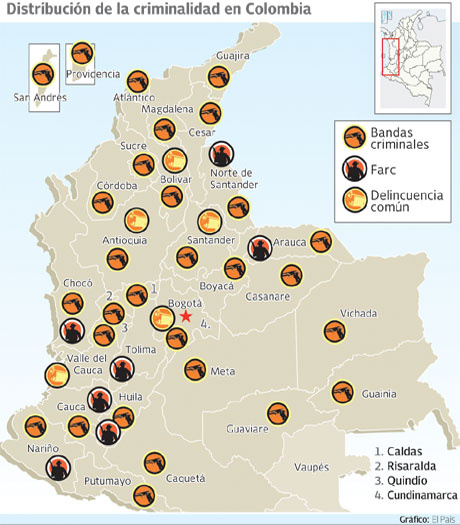 Distribución de la criminalidad en Colombia
Guajira
Providencia
San Andrés
Atlántico
Magdalena
Cesar
Bandas
criminales
Farc
Delincuencia
común
Sucre
Bolívar
Norte de
Santander
Córdoba
Antioquia
Santander
Arauca
Boyacá
Casanare
Chocó
1
2
Bogotá
3
4.
Vichada
Tolima
Valle del
Cauca
Meta
Cauca
Huila
Guainia
Guaviare
Nariño
Putumayo
Caquetá
Vaupés
1. Caldas
2. Risaralda
3. Quindio
4. Cundinamarca
Gráfico: El País